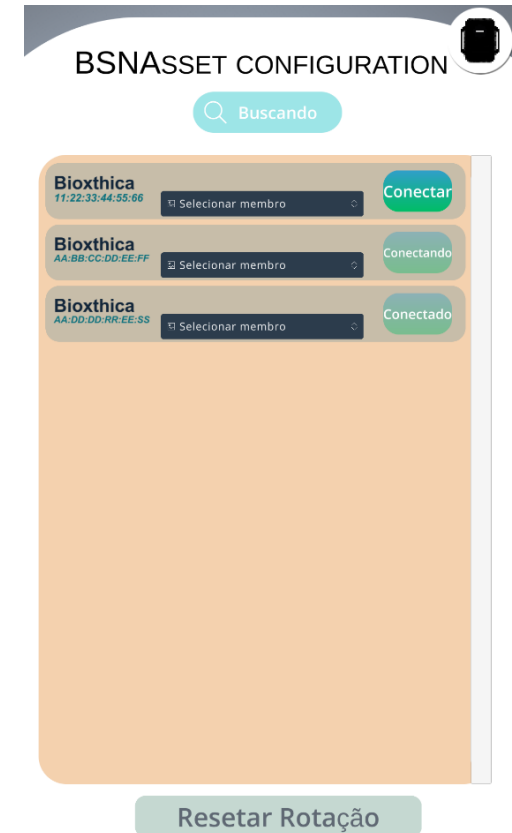 BSNASSET CONFIGURATION
Buscando
Bioxthica
11:22:33:44:55:66
Selecionar membro
Conectar
Bioxthica
AA:BB:CC:DD:EE:FF
Selecionar membro
Conectando
Bioxthica
AA:DD:DD:RR:EE:SS
Selecionar membro
Conectado
Resetar Rotação